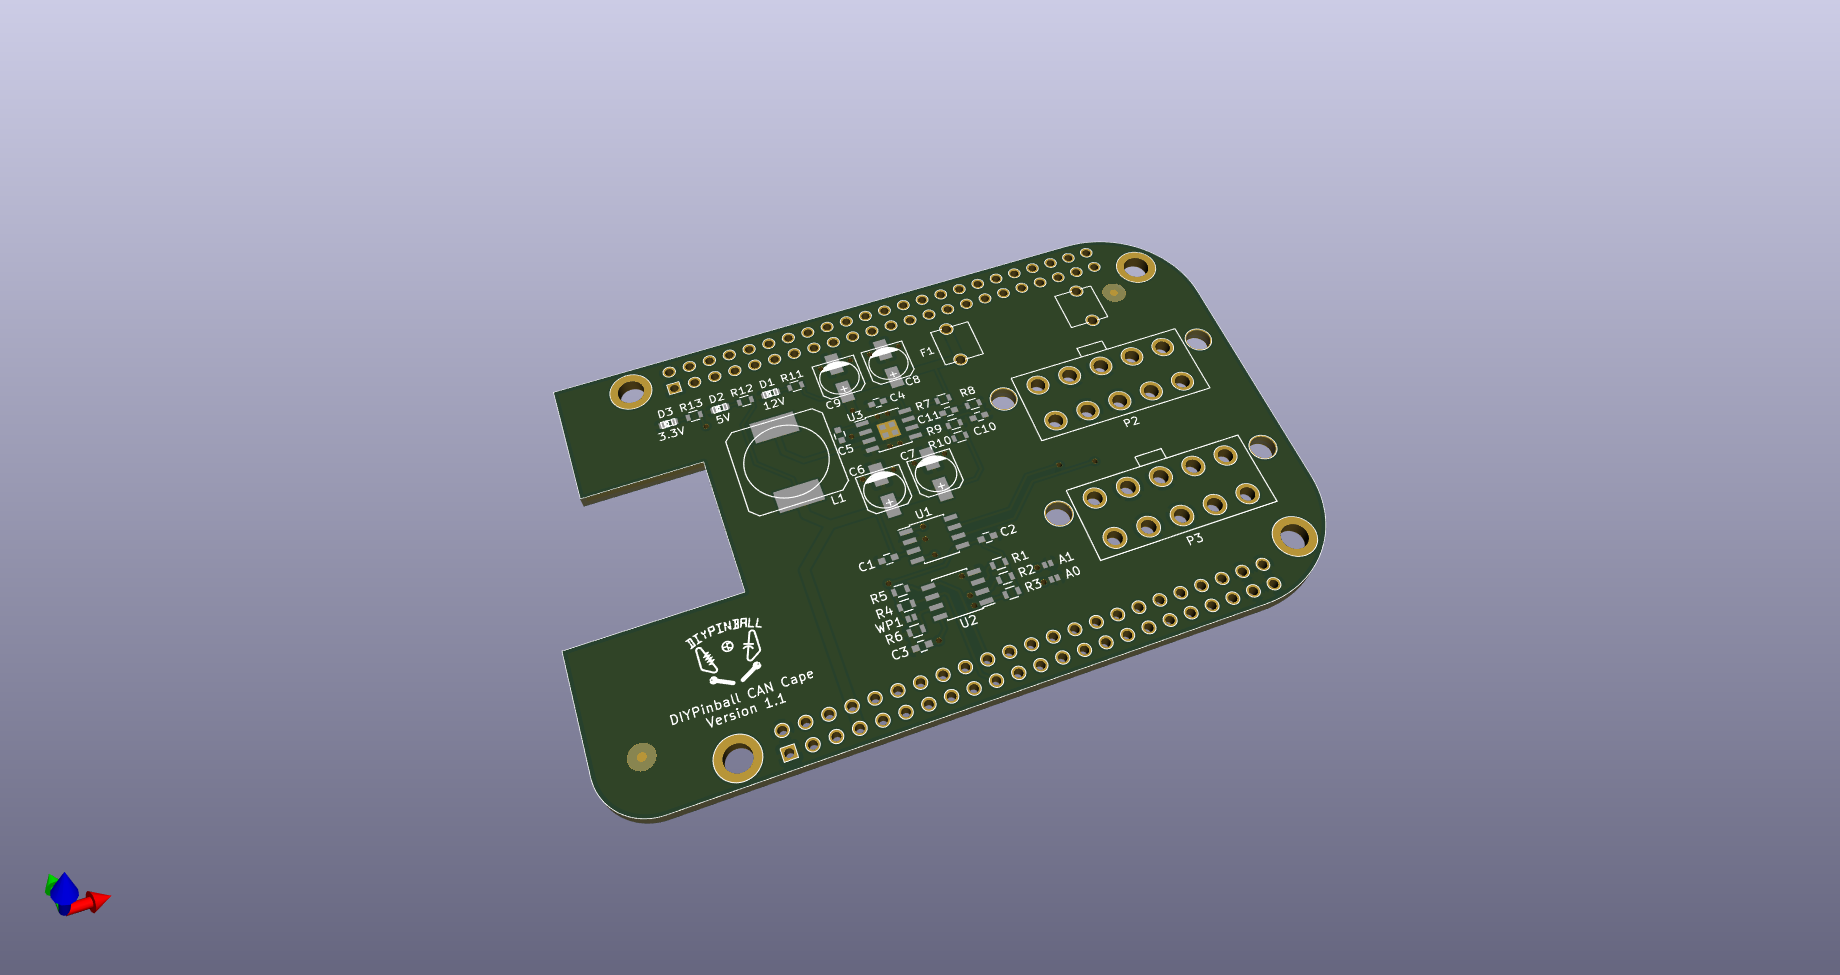 F1
C8
C9
D3 R13 D2 R12 D1 R11
3.3V 5V 12V
U3
C4
R7
R8
C11
R9
C10
R10
C5
C6
C7
L1
P2
U1
C2
C1
P3
R1
A1
R2
A0
R3
R5
R4
WP1
R6
C3
U2
DIYPINBALL
DIYPinball CAN Cape
Version 1.1